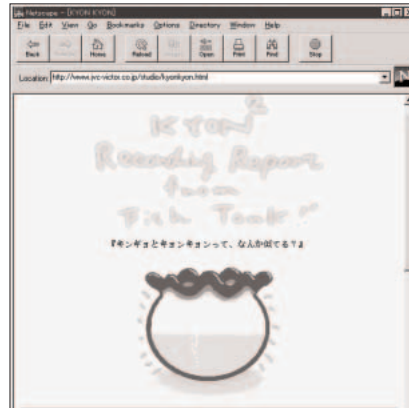 Netscape - [KYON KYON]
File Edit View Go Bookmarks Options Directory Window Help
Back Home Reload Open Print Find Stop
Location: http://www.jvc-victor.co.jp/studio/kyonkyon.html
KYON²
Recording Report
from
Fish Tank!"
『キンギョとキョンキョンって、なんか似てる?』